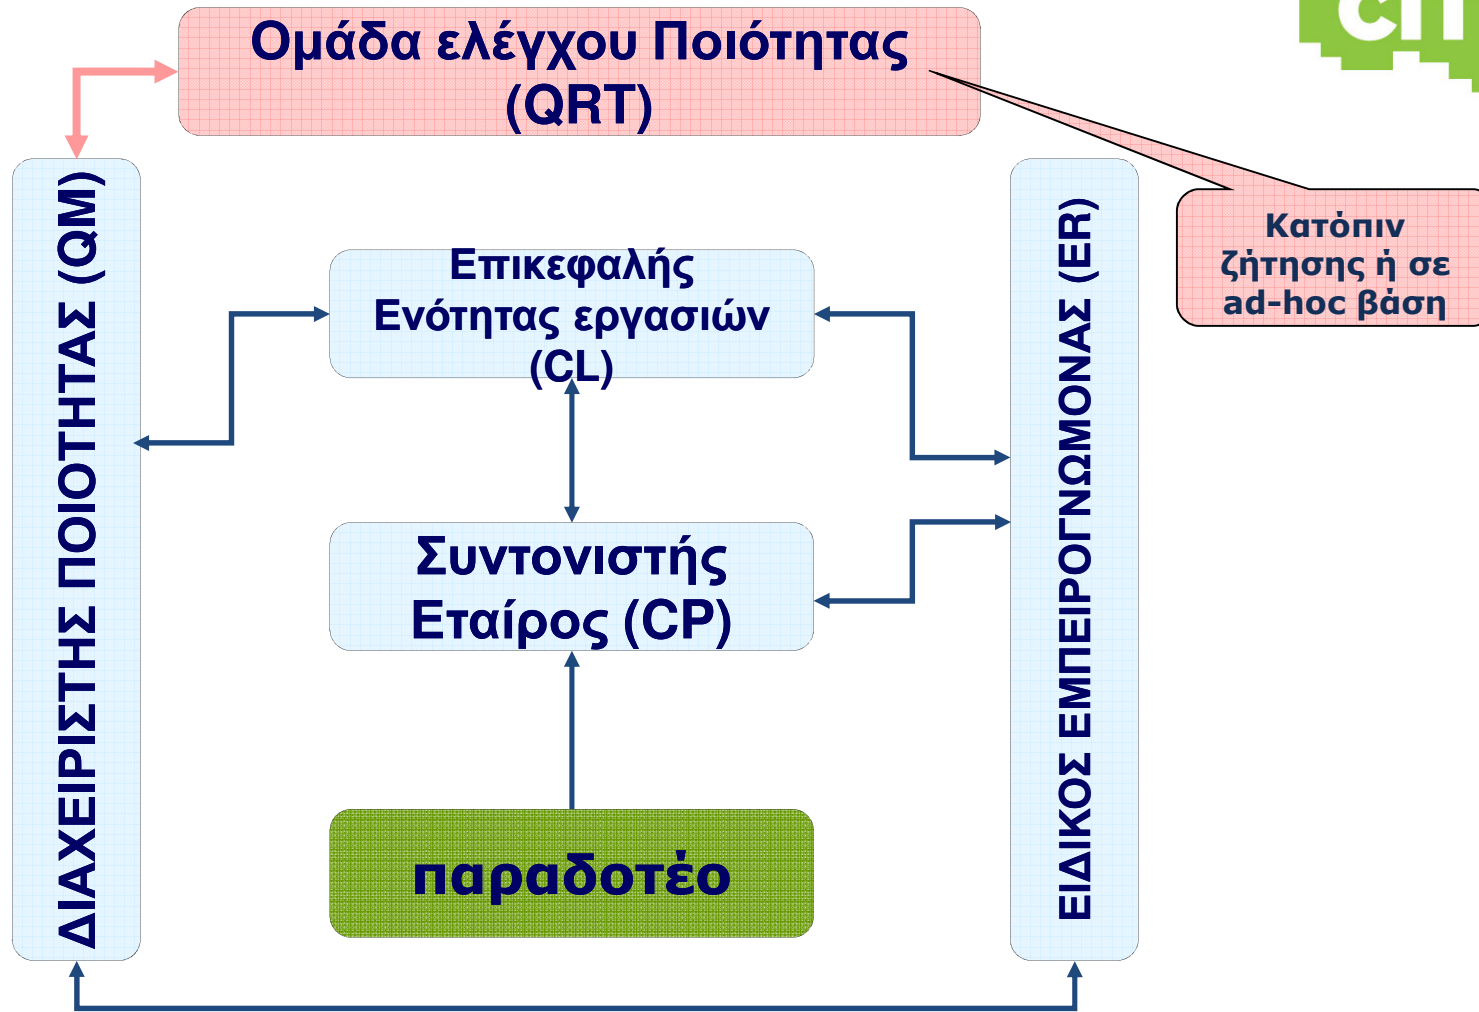 Ομάδα ελέγχου Ποιότητας
(QRT)
ΔΙΑΧΕΙΡΙΣΤΗΣ ΠΟΙΟΤΗΤΑΣ (QM)
Επικεφαλής
Ενότητας εργασιών
(CL)
Συντονιστής
Εταίρος (CP)
παραδοτέο
ΕΙΔΙΚΟΣ ΕΜΠΕΙΡΟΓΝΩΜΟΝΑΣ (ER)
Κατόπιν
ζήτησης ή σε
ad-hoc βάση